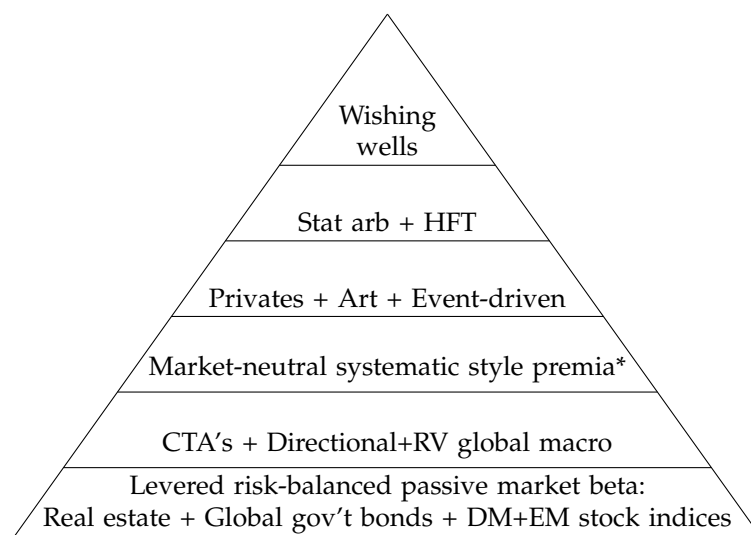 Wishing
wells
Stat arb + HFT
Privates + Art + Event-driven
Market-neutral systematic style premia*
CTA's + Directional+RV global macro
Levered risk-balanced passive market beta:
Real estate + Global gov't bonds + DM+EM stock indices